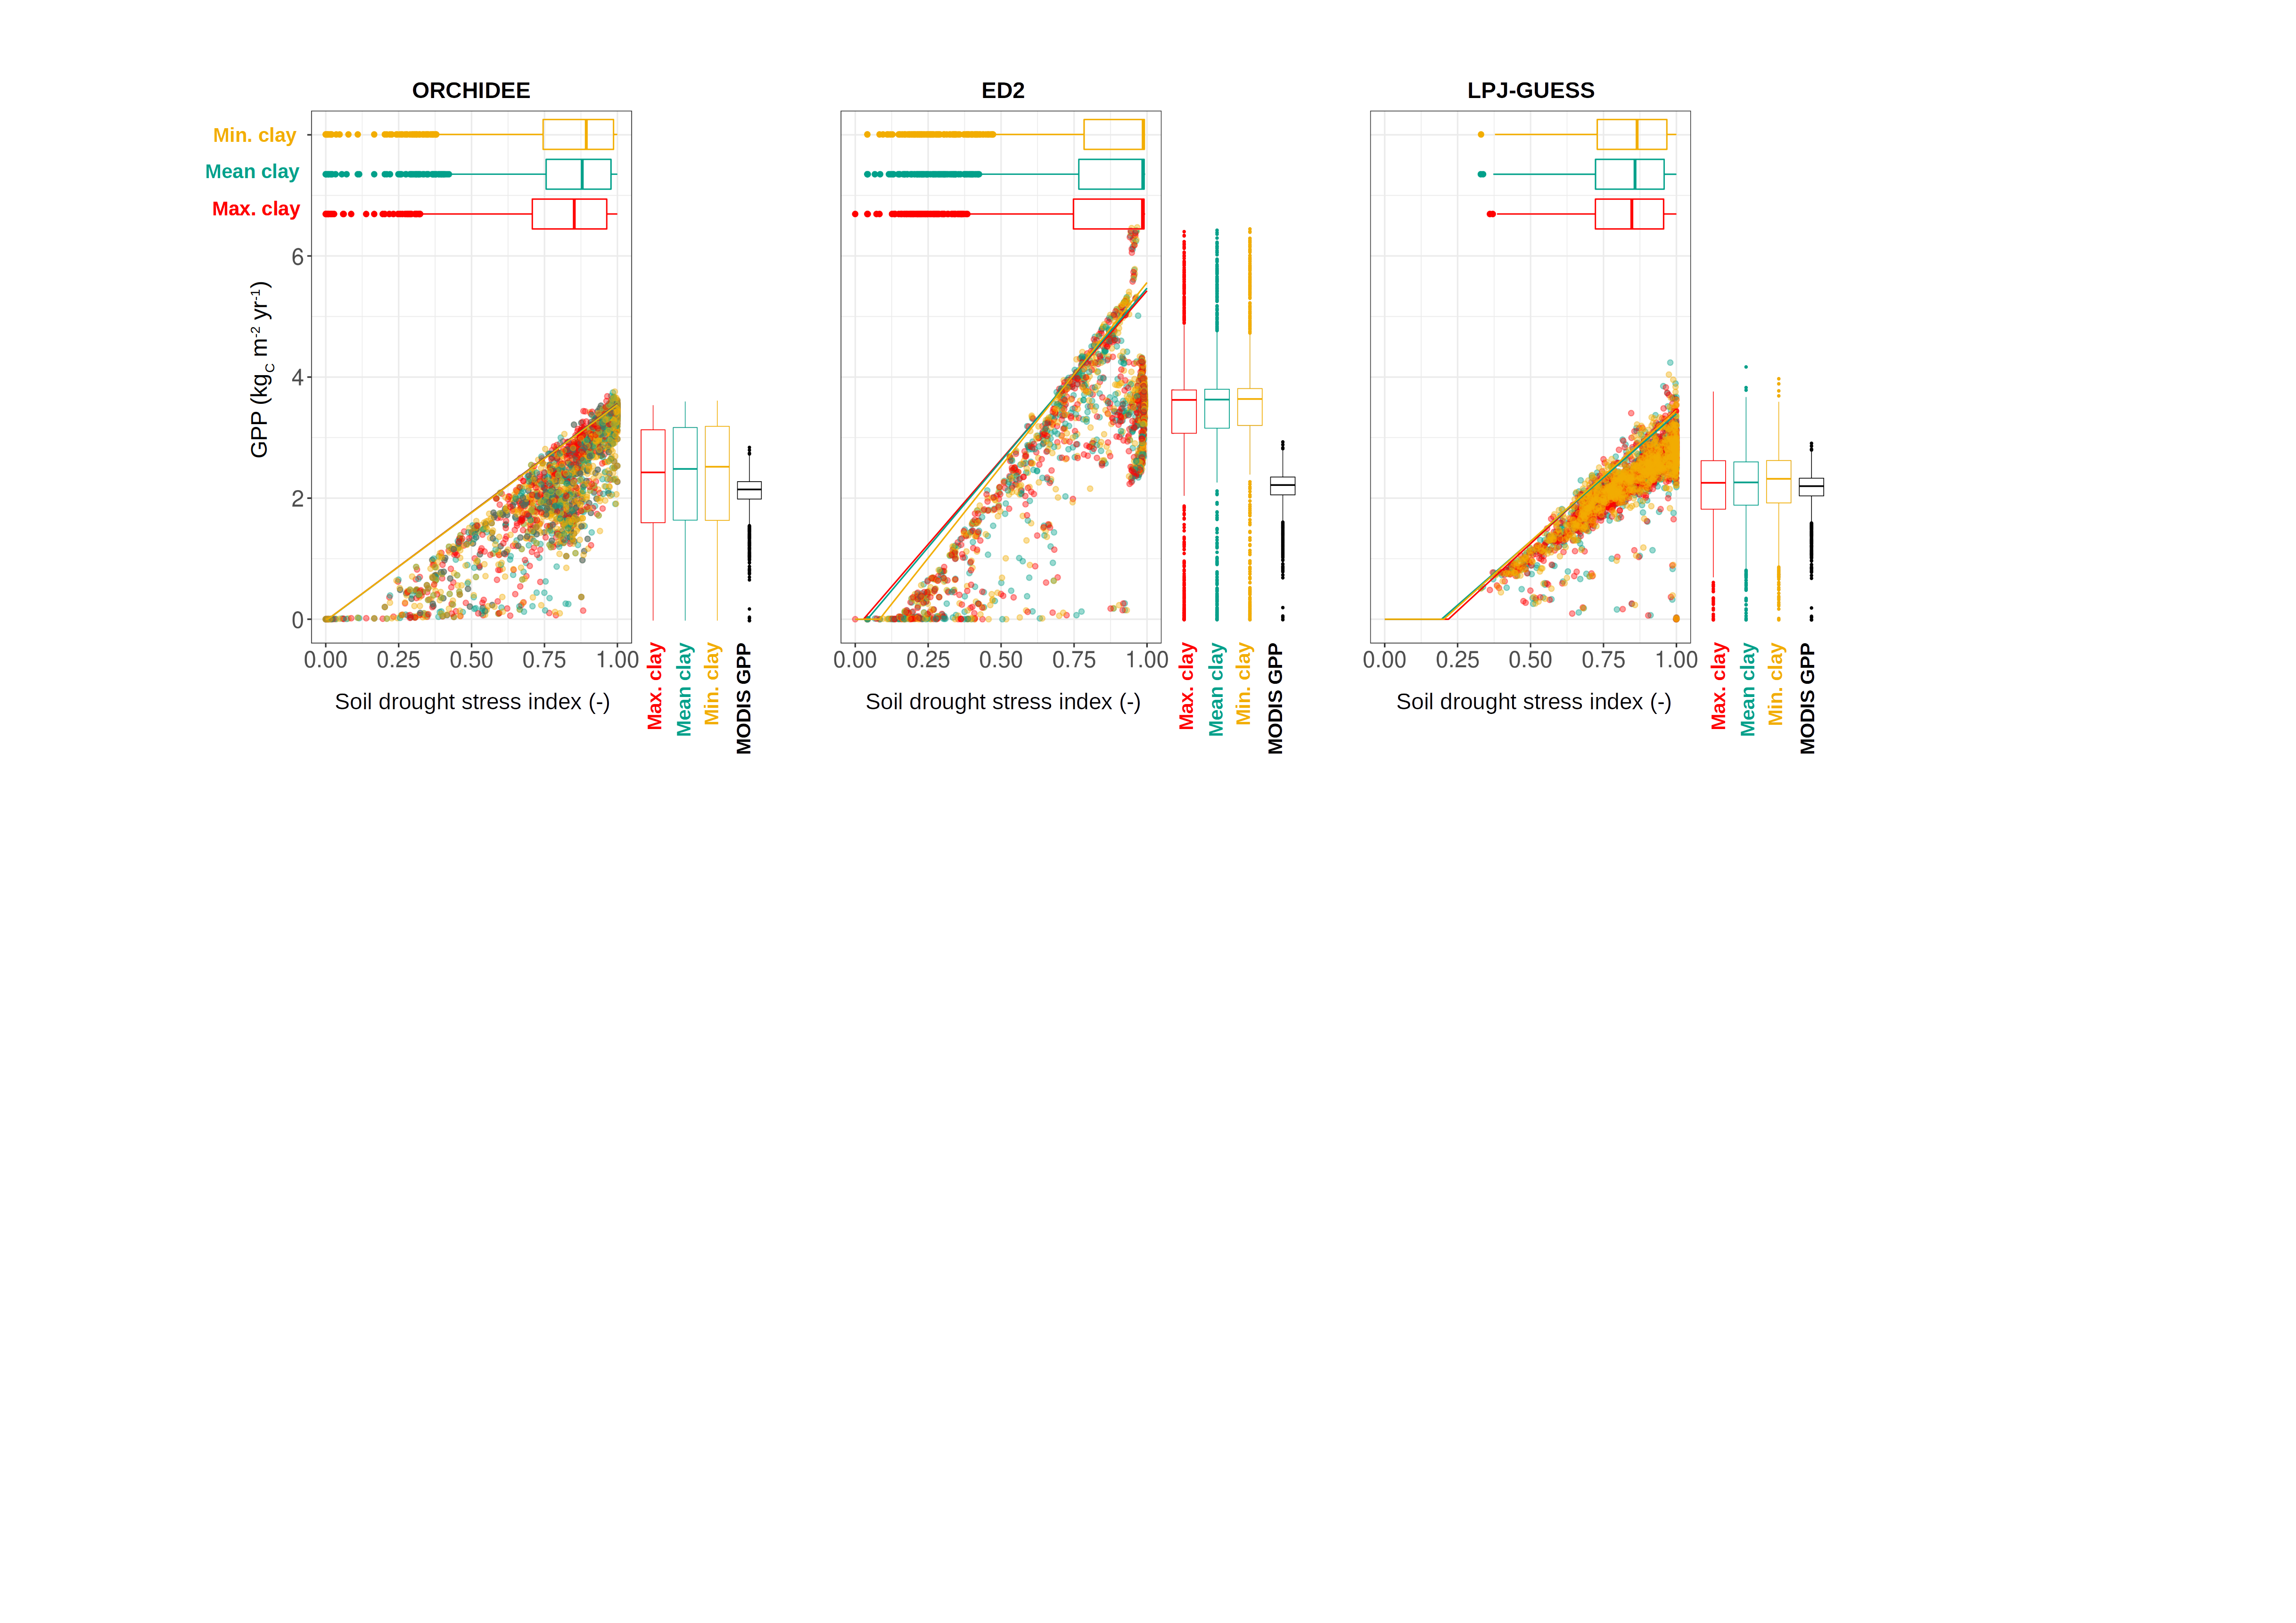 ORCHIDEE
ED2
LPJ-GUESS
Min. clay
Mean clay
Max. clay
GPP (kgC m-2 yr-1)
6
4
2
0
0.00 0.25 0.50 0.75 1.00
0.00 0.25 0.50 0.75 1.00
0.00 0.25 0.50 0.75 1.00
Soil drought stress index (-)
Soil drought stress index (-)
Soil drought stress index (-)
Max. clay
Mean clay
Min. clay
MODIS GPP
Max. clay
Mean clay
Min. clay
MODIS GPP
Max. clay
Mean clay
Min. clay
MODIS GPP